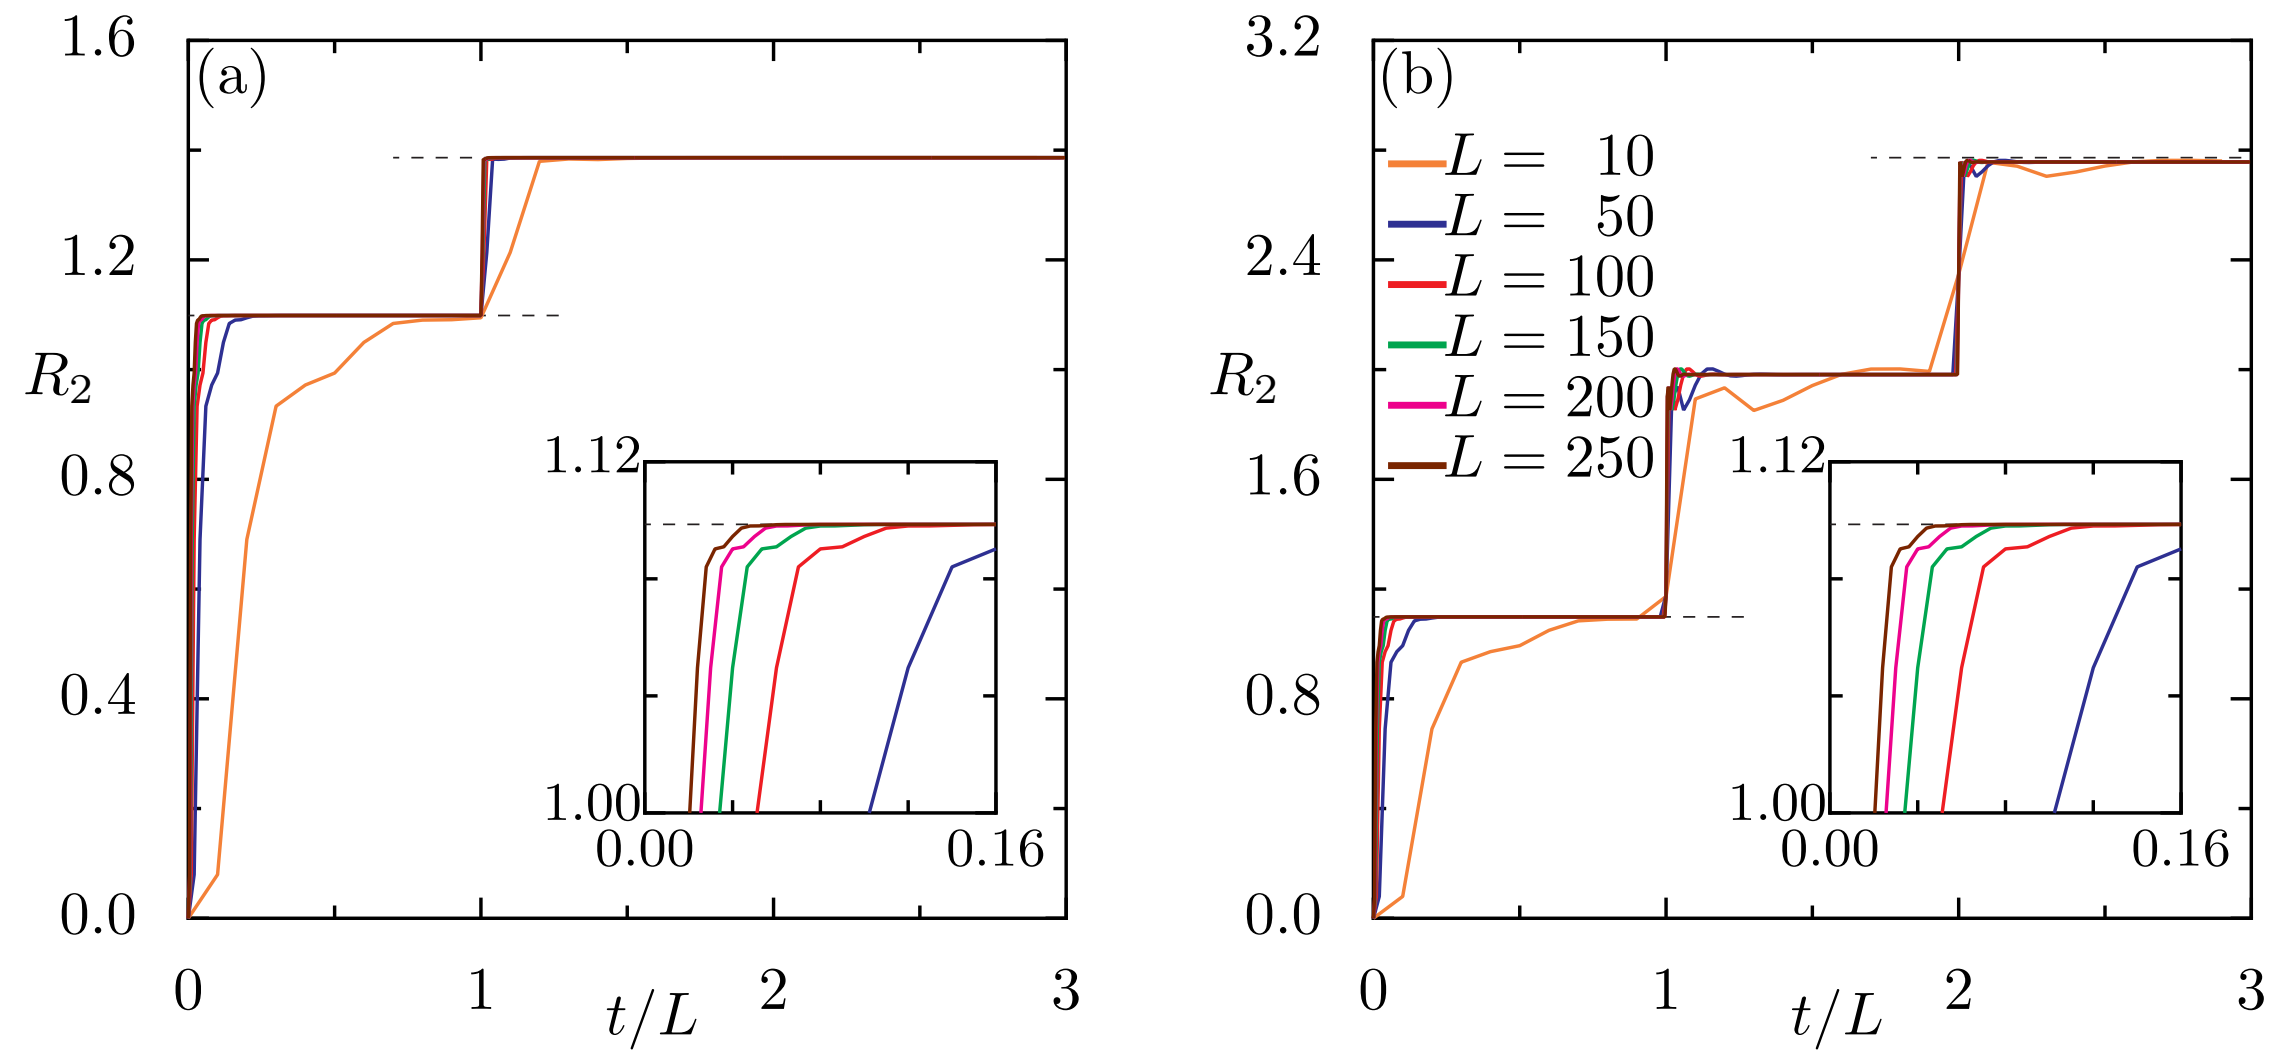 (a)
1.6
1.2
0.8
0.4
0.0
R₂
0 1 2 3
t/L
1.12
1.00
0.00 0.16
(b)
3.2
2.4
1.6
0.8
0.0
R₂
L = 10
L = 50
L = 100
L = 150
L = 200
L = 250
0 1 2 3
t/L
1.12
1.00
0.00 0.16